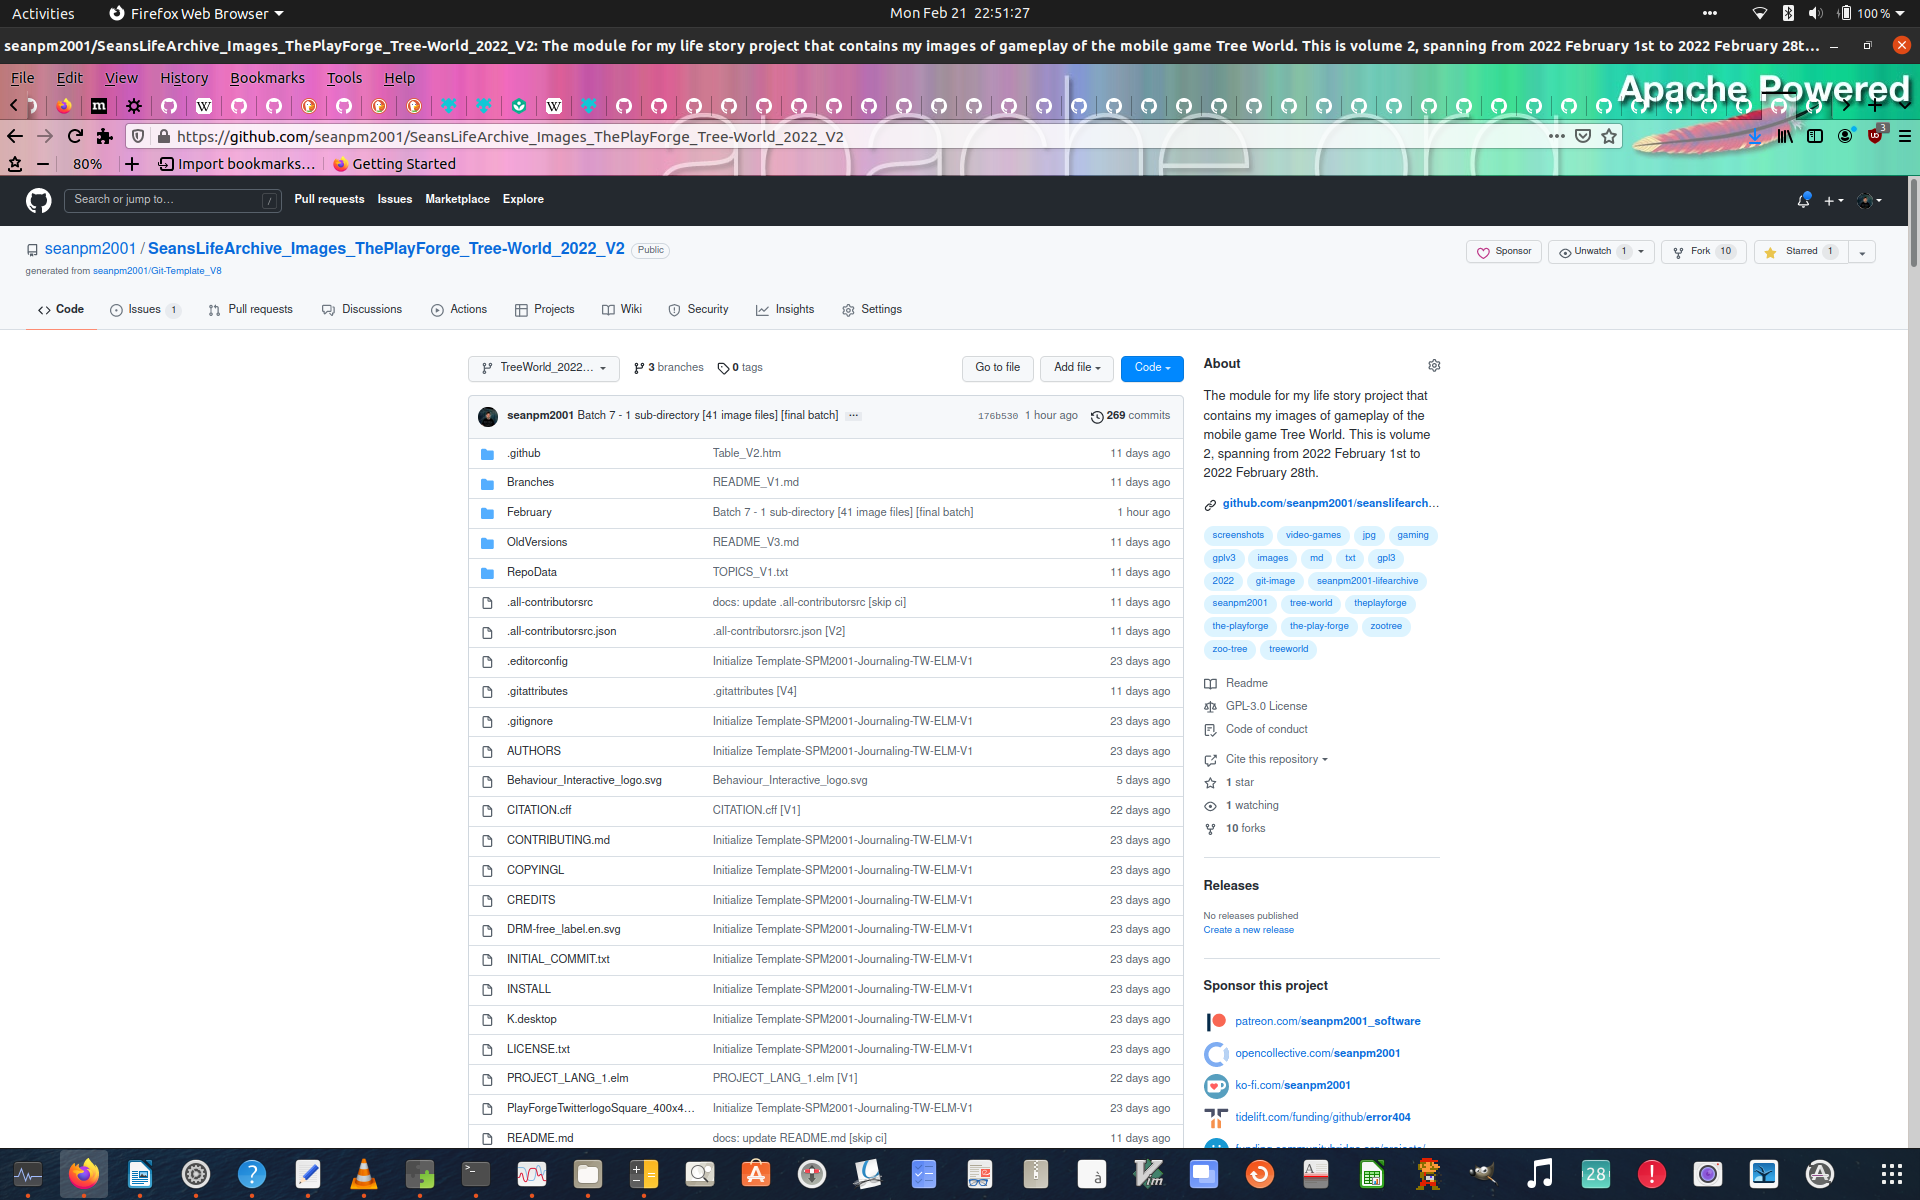 Activities Firefox Web Browser Mon Feb 21 22:51:27 100 %
seanpm2001/SeansLifeArchive_Images_ThePlayForge_Tree-World_2022_V2: The module for my life story project that contains my images of gameplay of the mobile game Tree World. This is volume 2, spanning from 2022 February 1st to 2022 February 28t…
File Edit View History Bookmarks Tools Help
Apache Powered
https://github.com/seanpm2001/SeansLifeArchive_Images_ThePlayForge_Tree-World_2022_V2 3
80% Import bookmarks… Getting Started
Search or jump to… / Pull requests Issues Marketplace Explore
seanpm2001 / SeansLifeArchive_Images_ThePlayForge_Tree-World_2022_V2 Public Sponsor Unwatch 1 Fork 10 Starred 1
generated from seanpm2001/Git-Template_V8
Code Issues 1 Pull requests Discussions Actions Projects Wiki Security Insights Settings
TreeWorld_2022… 3 branches 0 tags Go to file Add file Code
seanpm2001 Batch 7 - 1 sub-directory [41 image files] [final batch] … 176b530 1 hour ago 269 commits
.github Table_V2.htm 11 days ago
Branches README_V1.md 11 days ago
February Batch 7 - 1 sub-directory [41 image files] [final batch] 1 hour ago
OldVersions README_V3.md 11 days ago
RepoData TOPICS_V1.txt 11 days ago
.all-contributorsrc docs: update .all-contributorsrc [skip ci] 11 days ago
.all-contributorsrc.json .all-contributorsrc.json [V2] 11 days ago
.editorconfig Initialize Template-SPM2001-Journaling-TW-ELM-V1 23 days ago
.gitattributes .gitattributes [V4] 11 days ago
.gitignore Initialize Template-SPM2001-Journaling-TW-ELM-V1 23 days ago
AUTHORS Initialize Template-SPM2001-Journaling-TW-ELM-V1 23 days ago
Behaviour_Interactive_logo.svg Behaviour_Interactive_logo.svg 5 days ago
CITATION.cff CITATION.cff [V1] 22 days ago
CONTRIBUTING.md Initialize Template-SPM2001-Journaling-TW-ELM-V1 23 days ago
COPYINGL Initialize Template-SPM2001-Journaling-TW-ELM-V1 23 days ago
CREDITS Initialize Template-SPM2001-Journaling-TW-ELM-V1 23 days ago
DRM-free_label.en.svg Initialize Template-SPM2001-Journaling-TW-ELM-V1 23 days ago
INITIAL_COMMIT.txt Initialize Template-SPM2001-Journaling-TW-ELM-V1 23 days ago
INSTALL Initialize Template-SPM2001-Journaling-TW-ELM-V1 23 days ago
K.desktop Initialize Template-SPM2001-Journaling-TW-ELM-V1 23 days ago
LICENSE.txt Initialize Template-SPM2001-Journaling-TW-ELM-V1 23 days ago
PROJECT_LANG_1.elm PROJECT_LANG_1.elm [V1] 22 days ago
PlayForgeTwitterlogoSquare_400x4… Initialize Template-SPM2001-Journaling-TW-ELM-V1 23 days ago
README.md docs: update README.md [skip ci] 11 days ago
About
The module for my life story project that
contains my images of gameplay of the
mobile game Tree World. This is volume
2, spanning from 2022 February 1st to
2022 February 28th.
github.com/seanpm2001/seanslifearch…
screenshots video-games jpg gaming
gplv3 images md txt gpl3
2022 git-image seanpm2001-lifearchive
seanpm2001 tree-world theplayforge
the-playforge the-play-forge zootree
zoo-tree treeworld
Readme
GPL-3.0 License
Code of conduct
Cite this repository
1 star
1 watching
10 forks
Releases
No releases published
Create a new release
Sponsor this project
patreon.com/seanpm2001_software
opencollective.com/seanpm2001
ko-fi.com/seanpm2001
tidelift.com/funding/github/error404
28